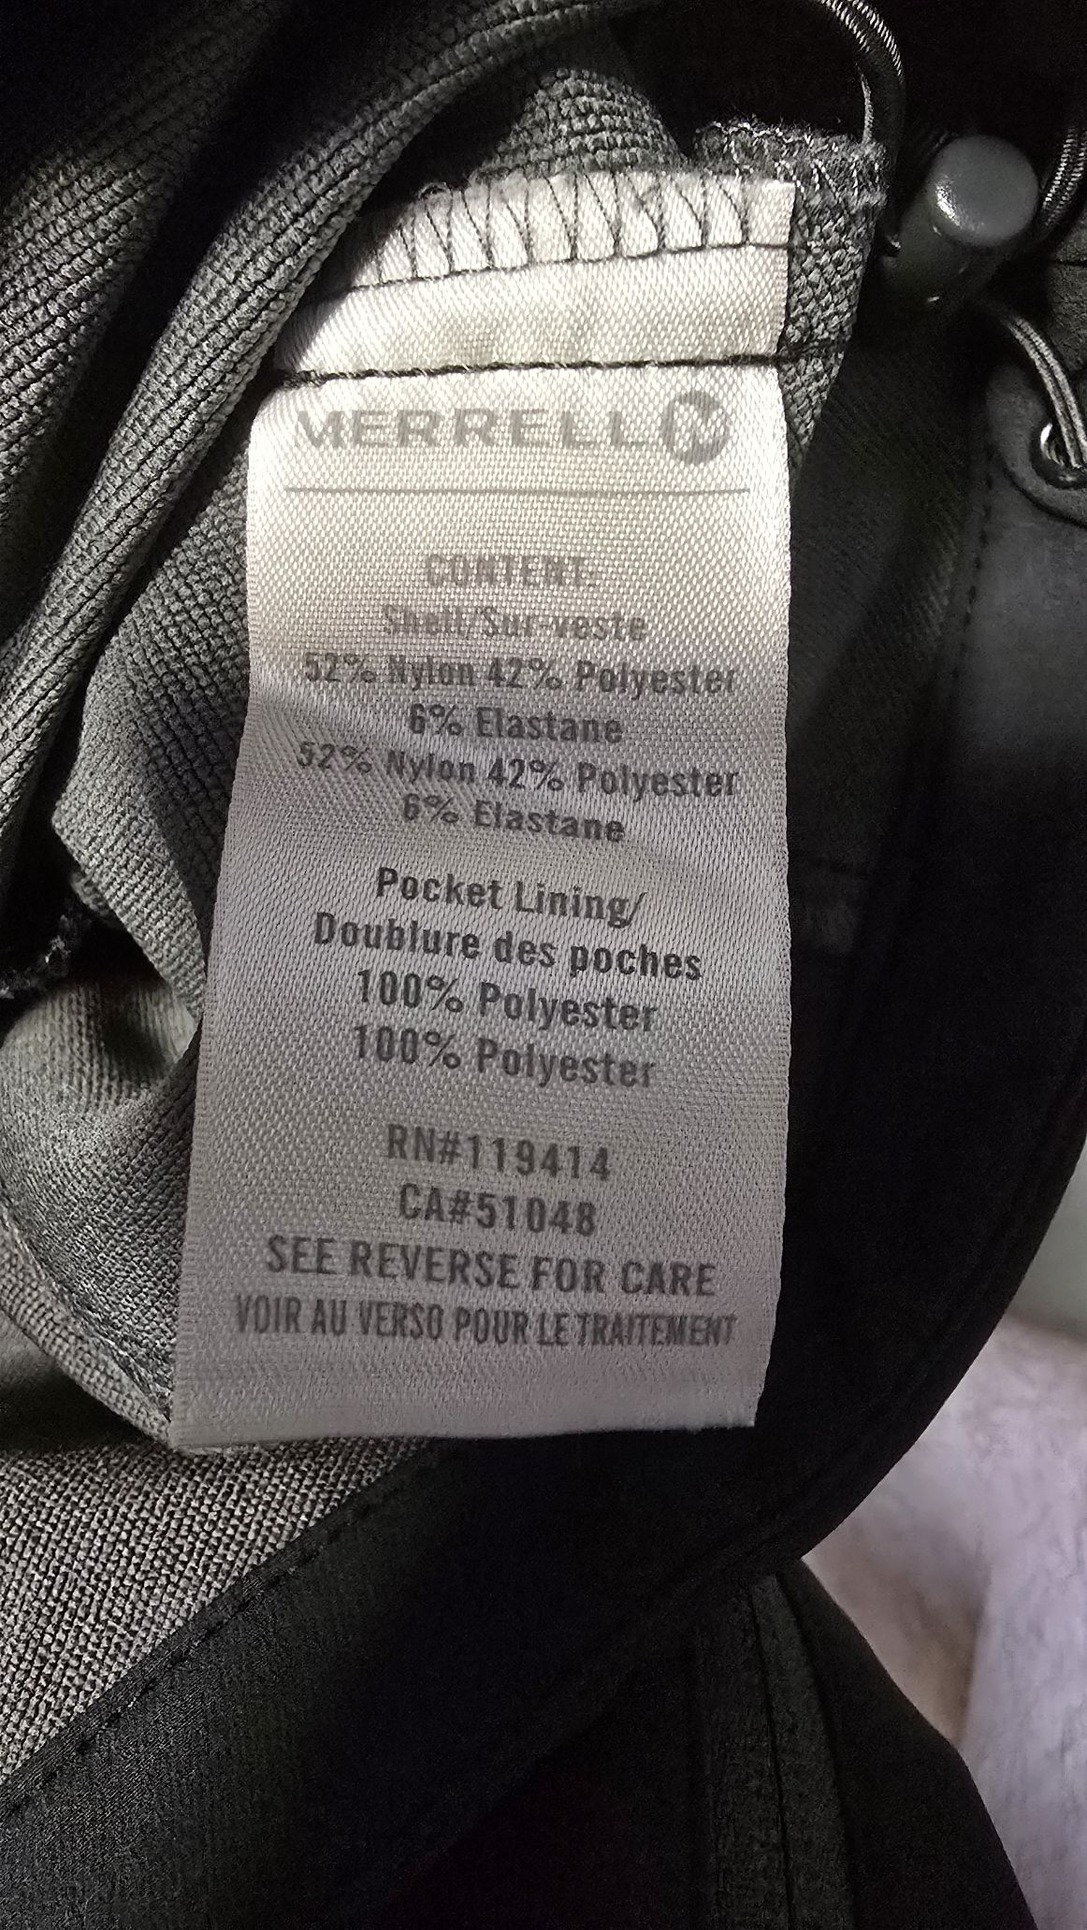 MERRELL
CONTENT:
Shell/Sur-veste
52% Nylon 42% Polyester
6% Elastane
52% Nylon 42% Polyester
6% Elastane
Pocket Lining/
Doublure des poches
100% Polyester
100% Polyester
RN#119414
CA#51048
SEE REVERSE FOR CARE
VOIR AU VERSO POUR LE TRAITEMENT